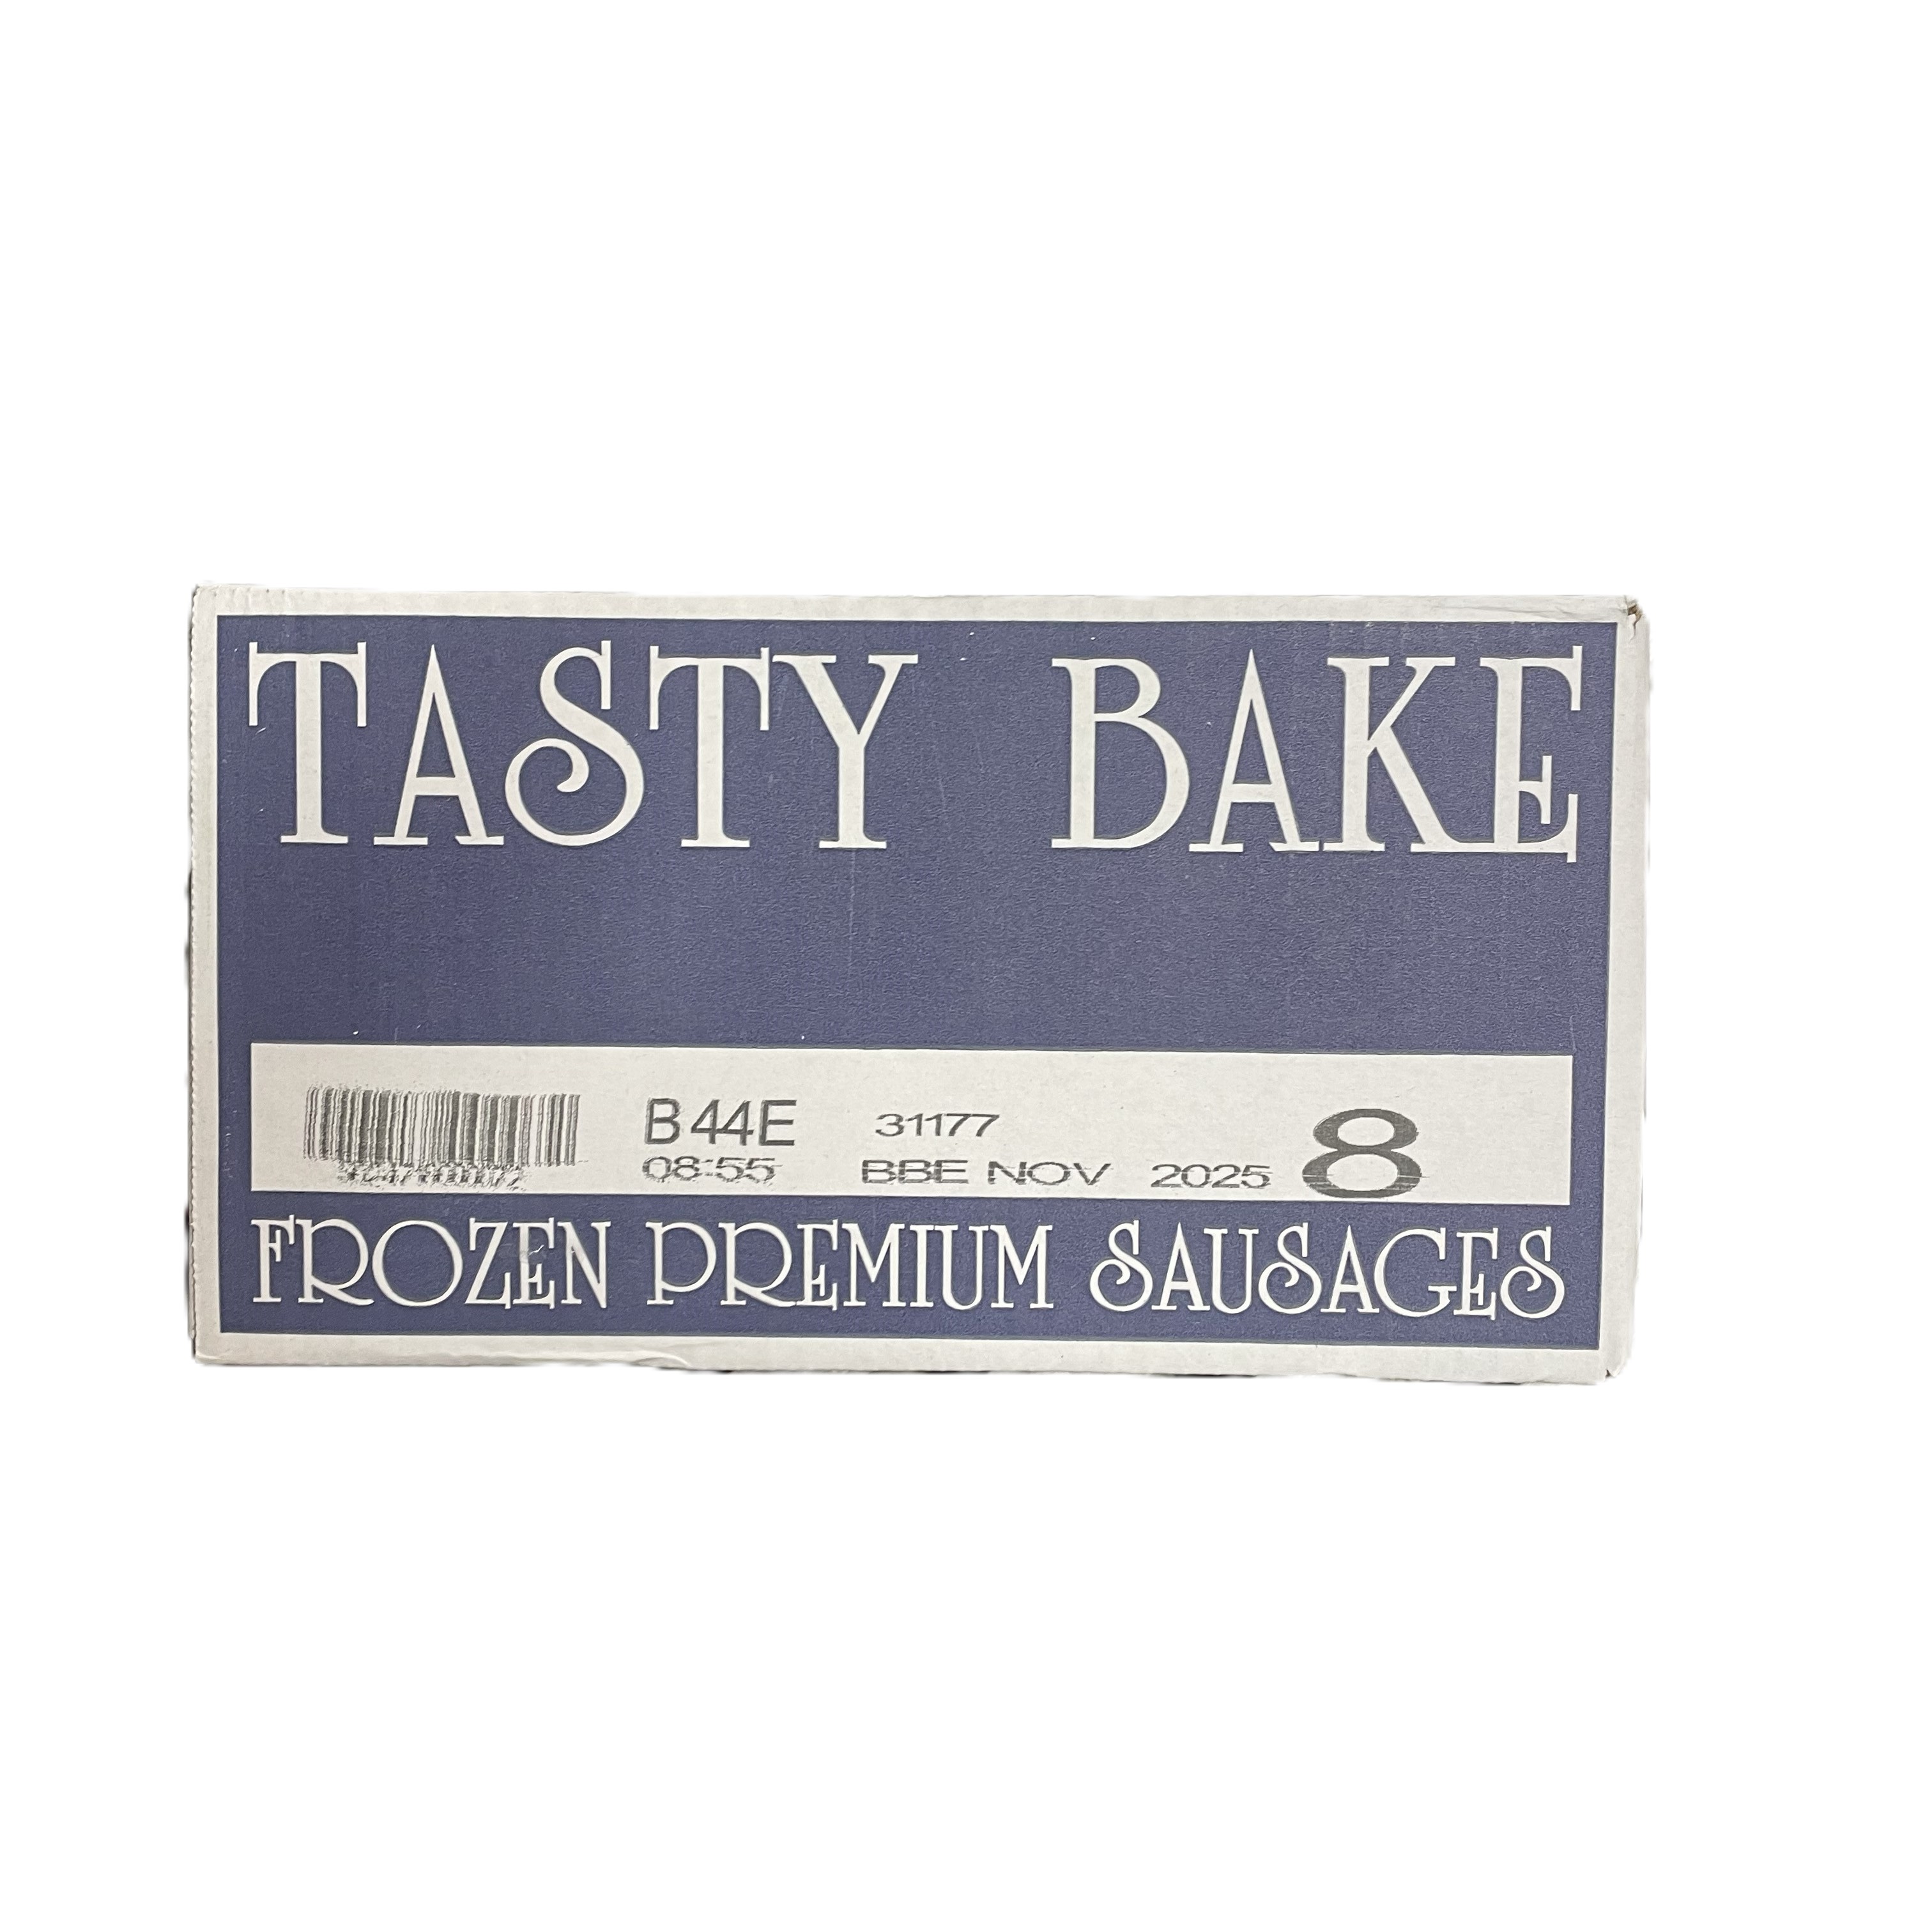 TASTY BAKE
B44E 31177 8
08:55 BBE NOV 2025
FROZEN PREMIUM SAUSAGES